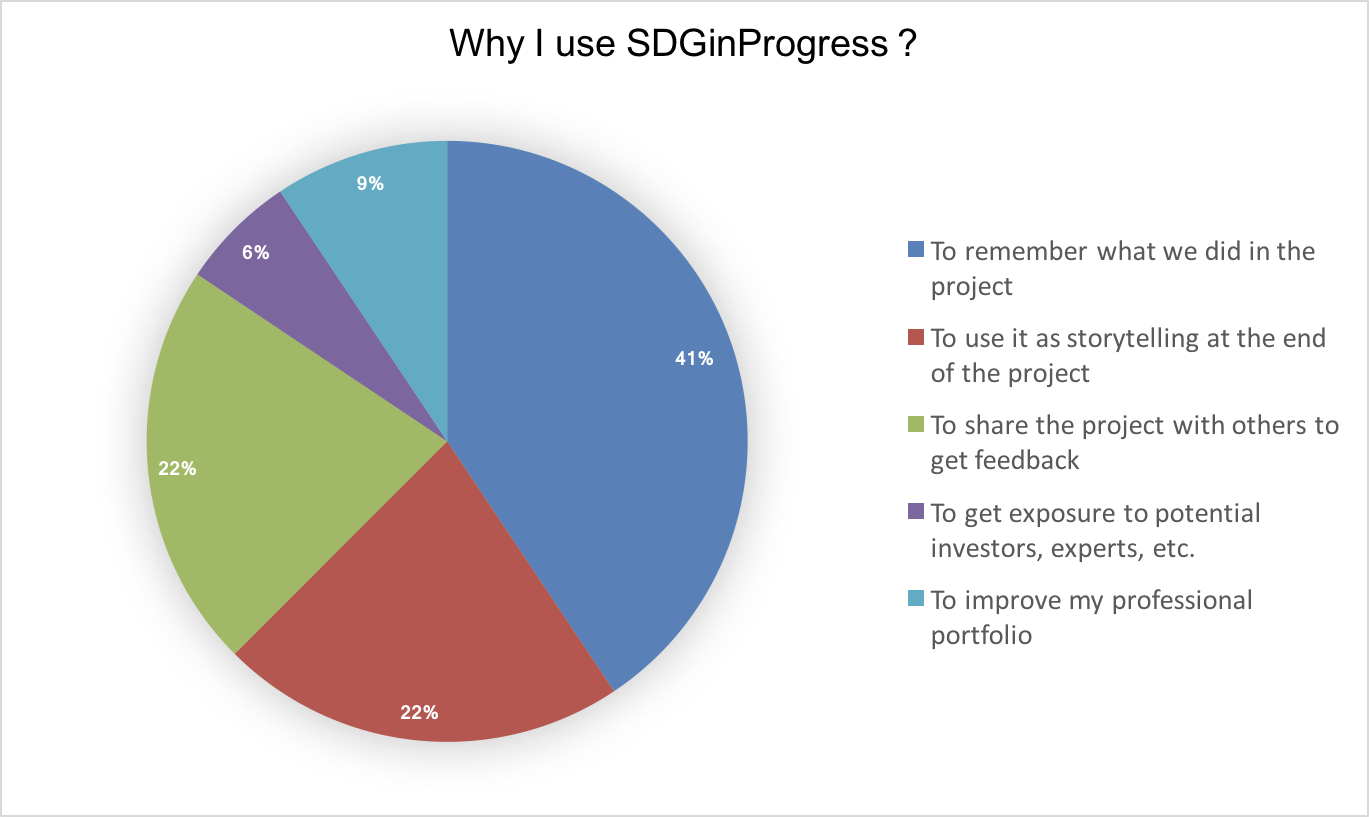 Why I use SDGinProgress ?
9%
6%
41%
22%
22%
To remember what we did in the
project
To use it as storytelling at the end
of the project
To share the project with others to
get feedback
To get exposure to potential
investors, experts, etc.
To improve my professional
portfolio